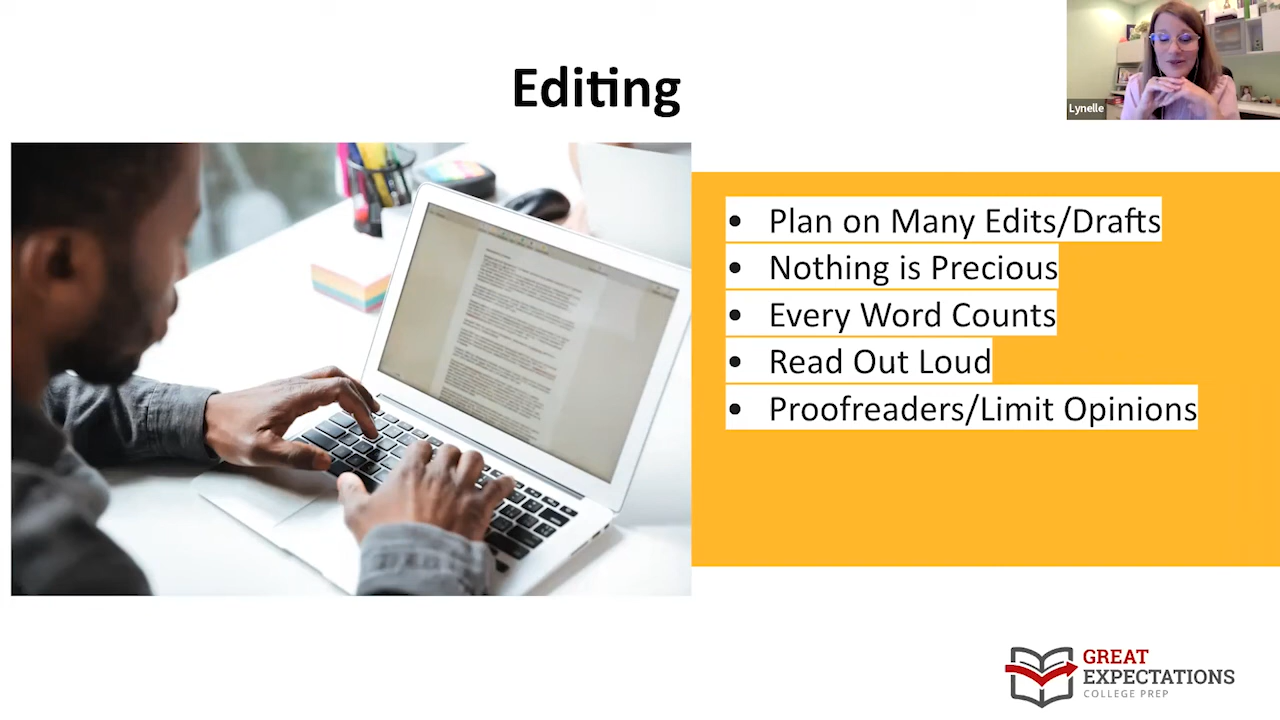 Editing
Lynelle
• Plan on Many Edits/Drafts
• Nothing is Precious
• Every Word Counts
• Read Out Loud
• Proofreaders/Limit Opinions
GREAT
EXPECTATIONS
COLLEGE PREP